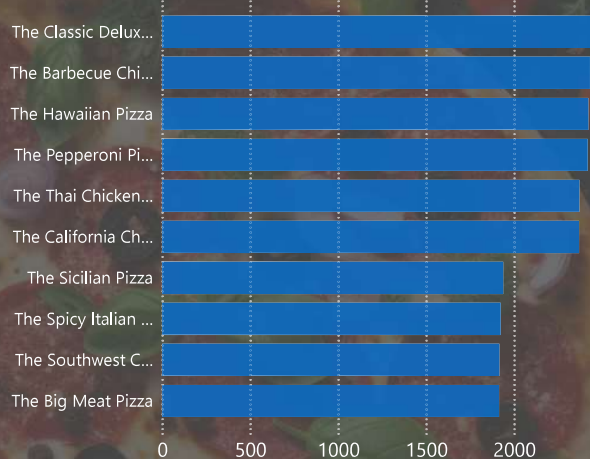 The Classic Delux...
The Barbecue Chi...
The Hawaiian Pizza
The Pepperoni Pi...
The Thai Chicken...
The California Ch...
The Sicilian Pizza
The Spicy Italian ...
The Southwest C...
The Big Meat Pizza
0 500 1000 1500 2000